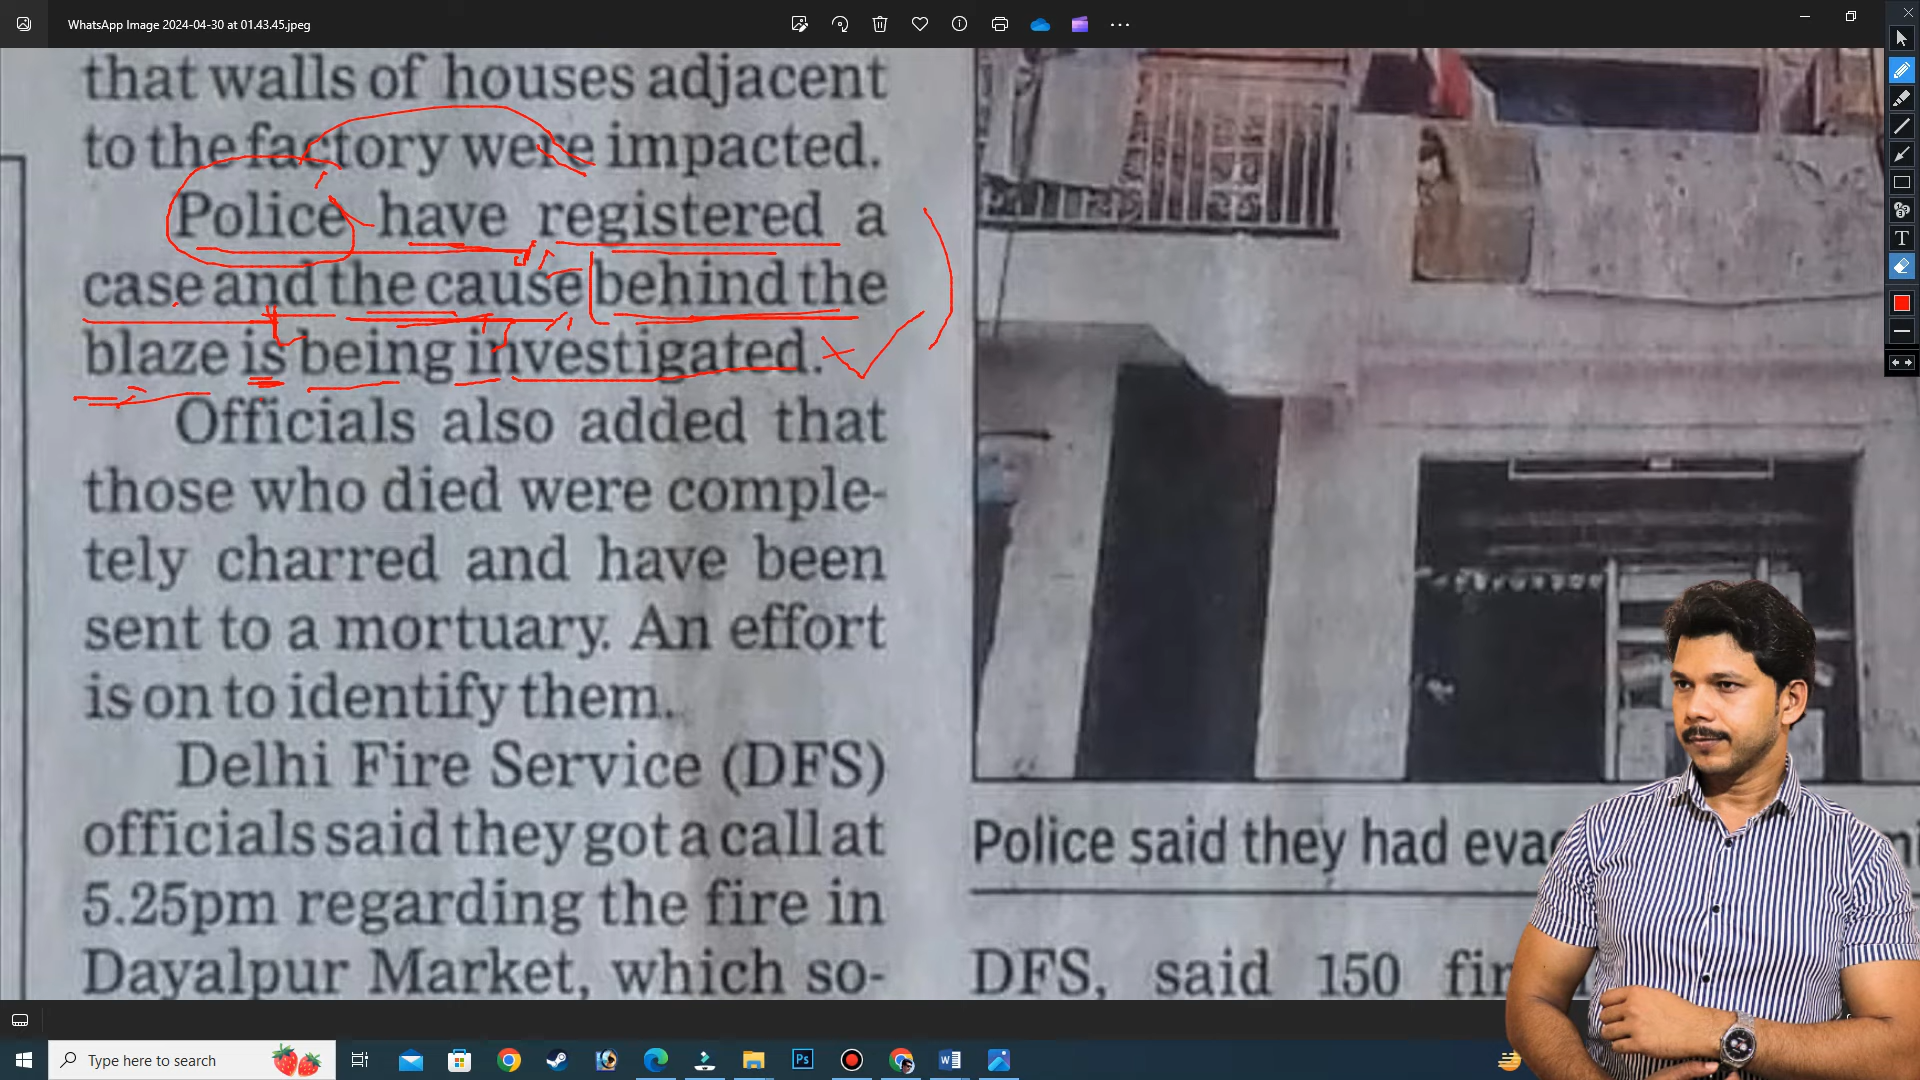 WhatsApp Image 2024-04-30 at 01.43.45.jpeg
that walls of houses adjacent
to the factory were impacted.
Police have registered a
case and the cause behind the
blaze is being investigated.
Officials also added that
those who died were comple-
tely charred and have been
sent to a mortuary. An effort
is on to identify them.
Delhi Fire Service (DFS)
officials said they got a call at
5.25pm regarding the fire in
Dayalpur Market, which so-
Police said they had
DFS, said 150
Type here to search